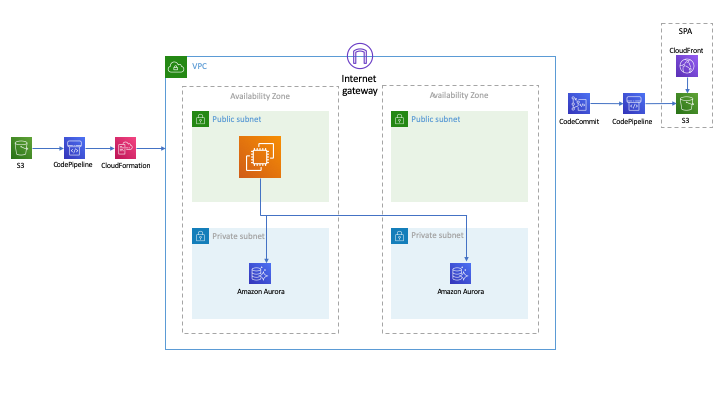 SPA
CloudFront
VPC
Internet
gateway
Availability Zone
Availability Zone
CodeCommit
CodePipeline
S3
Public subnet
Public subnet
S3
CodePipeline
CloudFormation
Private subnet
Private subnet
Amazon Aurora
Amazon Aurora